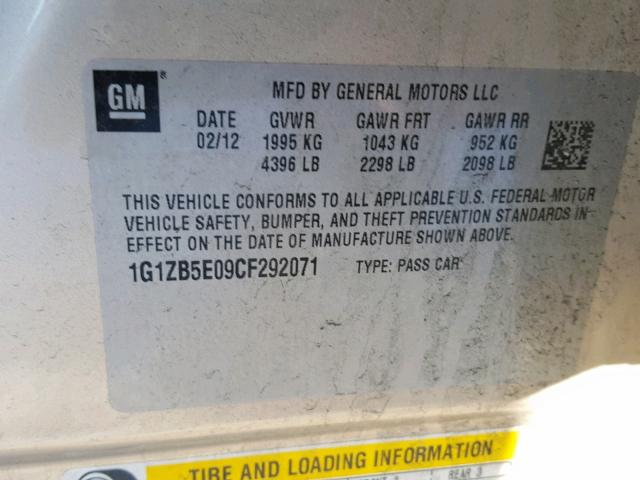 GM ®
MFD BY GENERAL MOTORS LLC
DATE GVWR GAWR FRT GAWR RR
02/12 1995 KG 1043 KG 952 KG
4396 LB 2298 LB 2098 LB
THIS VEHICLE CONFORMS TO ALL APPLICABLE U.S. FEDERAL MOTOR
VEHICLE SAFETY, BUMPER, AND THEFT PREVENTION STANDARDS IN
EFFECT ON THE DATE OF MANUFACTURE SHOWN ABOVE.
1G1ZB5E09CF292071 TYPE: PASS CAR
TIRE AND LOADING INFORMATION
REAR 3